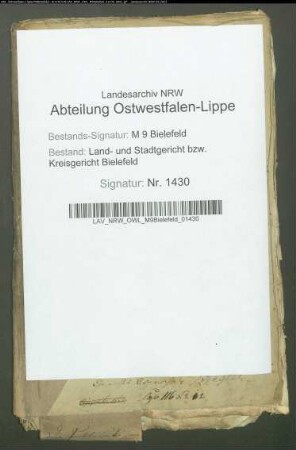 Landesarchiv NRW
Abteilung Ostwestfalen-Lippe
Bestands-Signatur: M 9 Bielefeld
Bestand: Land- und Stadtgericht bzw.
Kreisgericht Bielefeld
Signatur: Nr. 1430
LAV_NRW_OWL_M9Bielefeld_01430